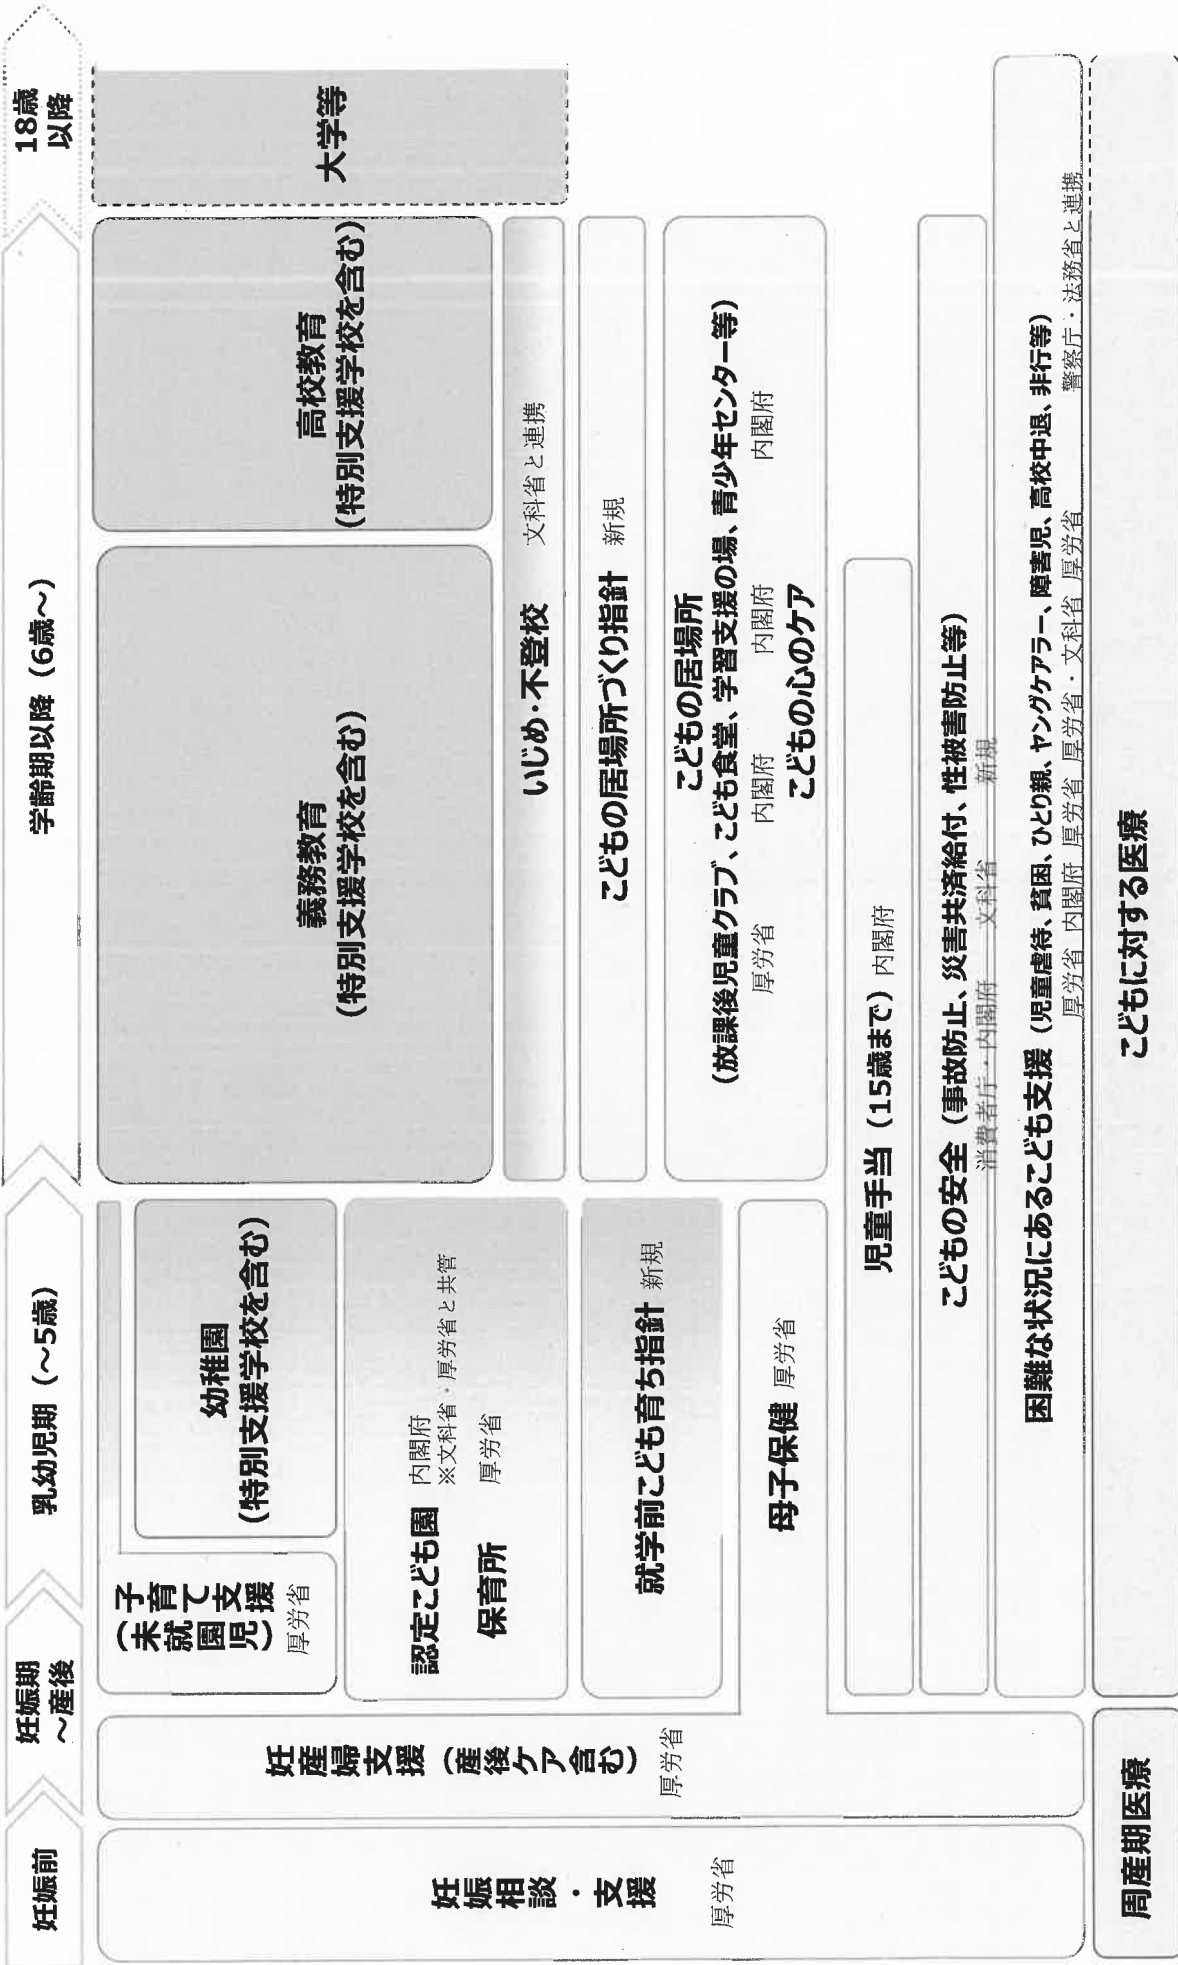 妊娠前
妊娠期
～産後
乳幼児期（～5歳）
学齢期以降（6歳～）
18歳
以降
妊娠相談・支援
厚労省
妊産婦支援（産後ケア含む）
厚労省
子育て支援
（未就園児）
厚労省
幼稚園
（特別支援学校を含む）
義務教育
（特別支援学校を含む）
高校教育
（特別支援学校を含む）
大学等
認定こども園
内閣府
※文科省・厚労省と共管
保育所
厚労省
いじめ・不登校
文科省と連携
就学前こども育ち指針 新規
こどもの居場所づくり指針 新規
母子保健 厚労省
こどもの居場所
（放課後児童クラブ、こども食堂、学習支援の場、青少年センター等）
厚労省 内閣府 内閣府 内閣府
こどもの心のケア
児童手当（15歳まで）内閣府
こどもの安全（事故防止、災害共済給付、性被害防止等）
消費者庁・内閣府 文科省 新規
困難な状況にあるこども支援（児童虐待、貧困、ひとり親、ヤングケアラー、障害児、高校中退、非行等）
厚労省 内閣府 厚労省 厚労省・文科省 厚労省 警察庁・法務省と連携
周産期医療
こどもに対する医療